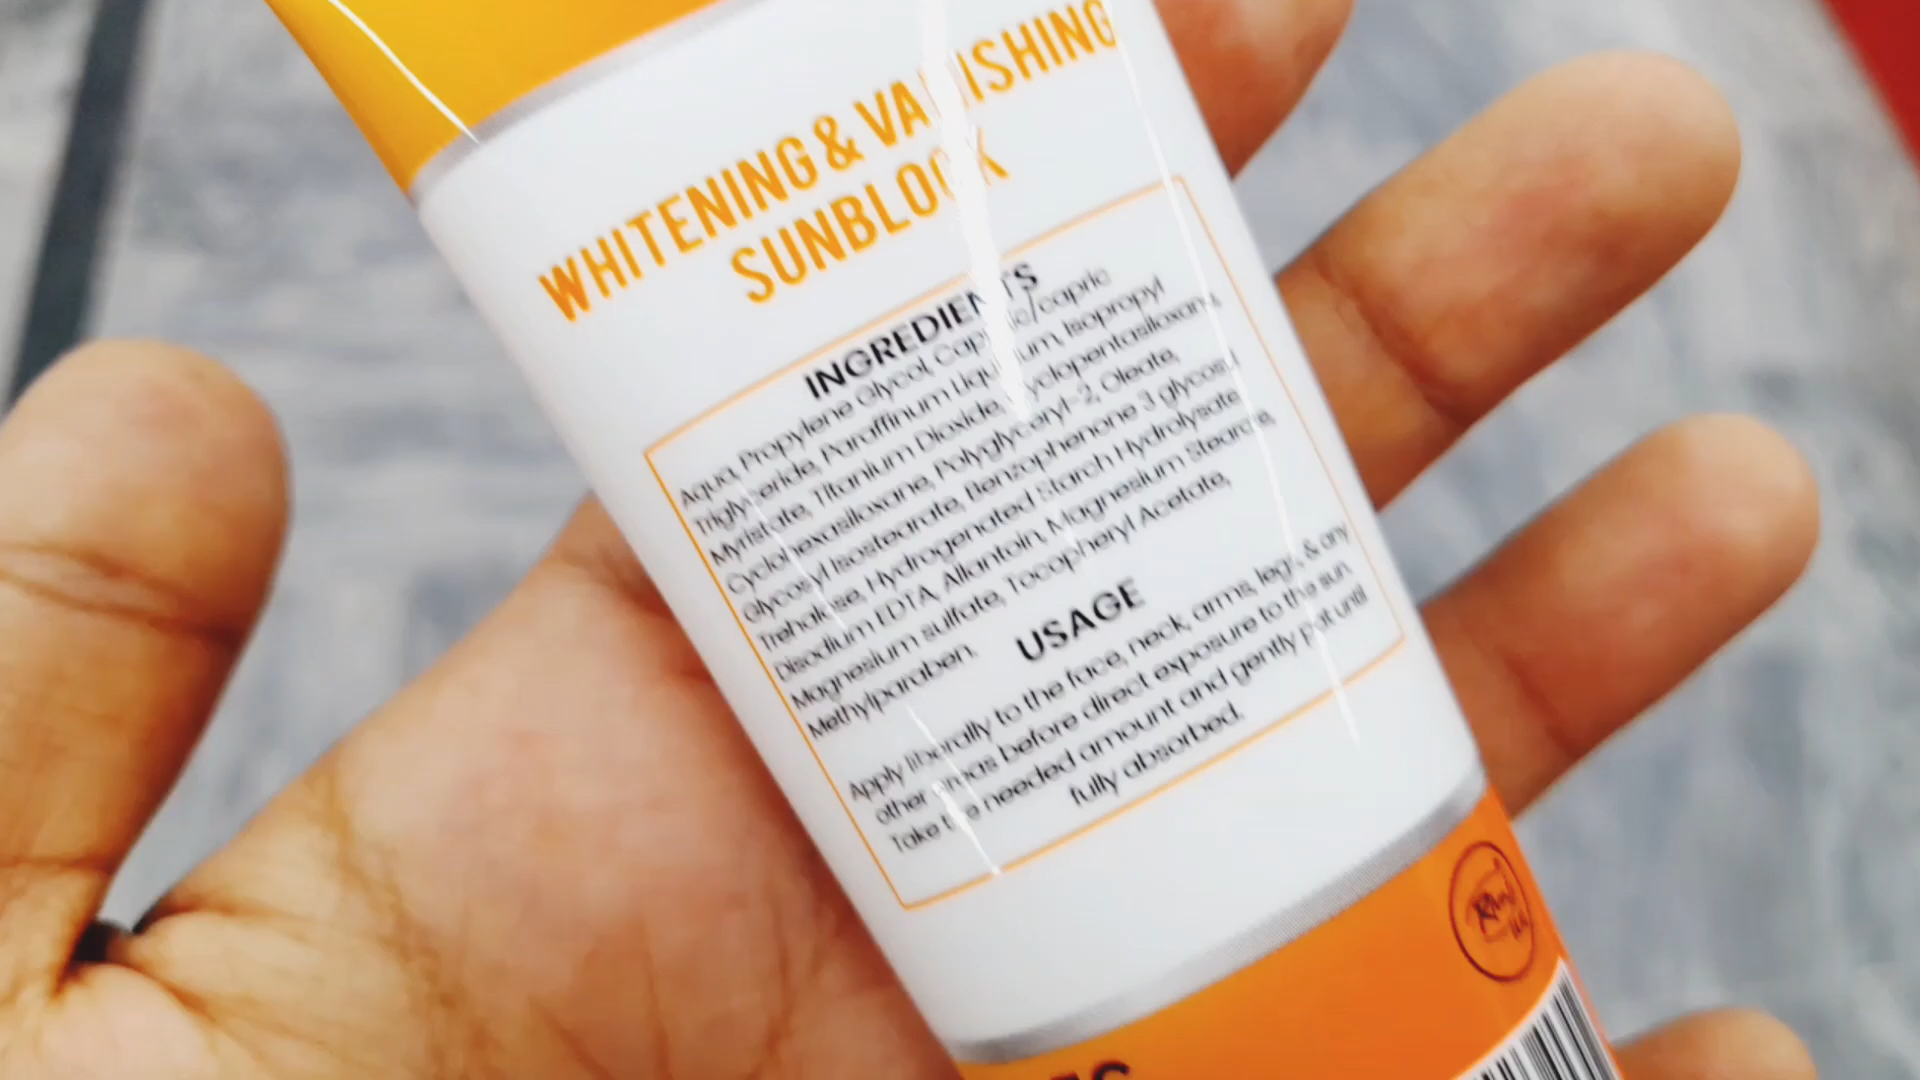 WHITENING & VANISHING
SUNBLOCK
INGREDIENTS
Aqua, Propylene Glycol, Caprylic/capric
Triglyceride, Paraffinum Liquidum, Isopropyl
Myristate, Titanium Dioxide, Cyclopentasiloxane,
Cyclohexasiloxane, Polyglyceryl-2, Oleate,
Glycosyl Isostearate, Benzophenone 3 glycosyl
Trehalose, Hydrogenated Starch Hydrolysate
Disodium EDTA, Allantoin, Magnesium Stearate,
Magnesium sulfate, Tocopheryl Acetate,
Methylparaben.
USAGE
Apply liberally to the face, neck, arms, legs, & any
other areas before direct exposure to the sun.
Take the needed amount and gently pat until
fully absorbed.